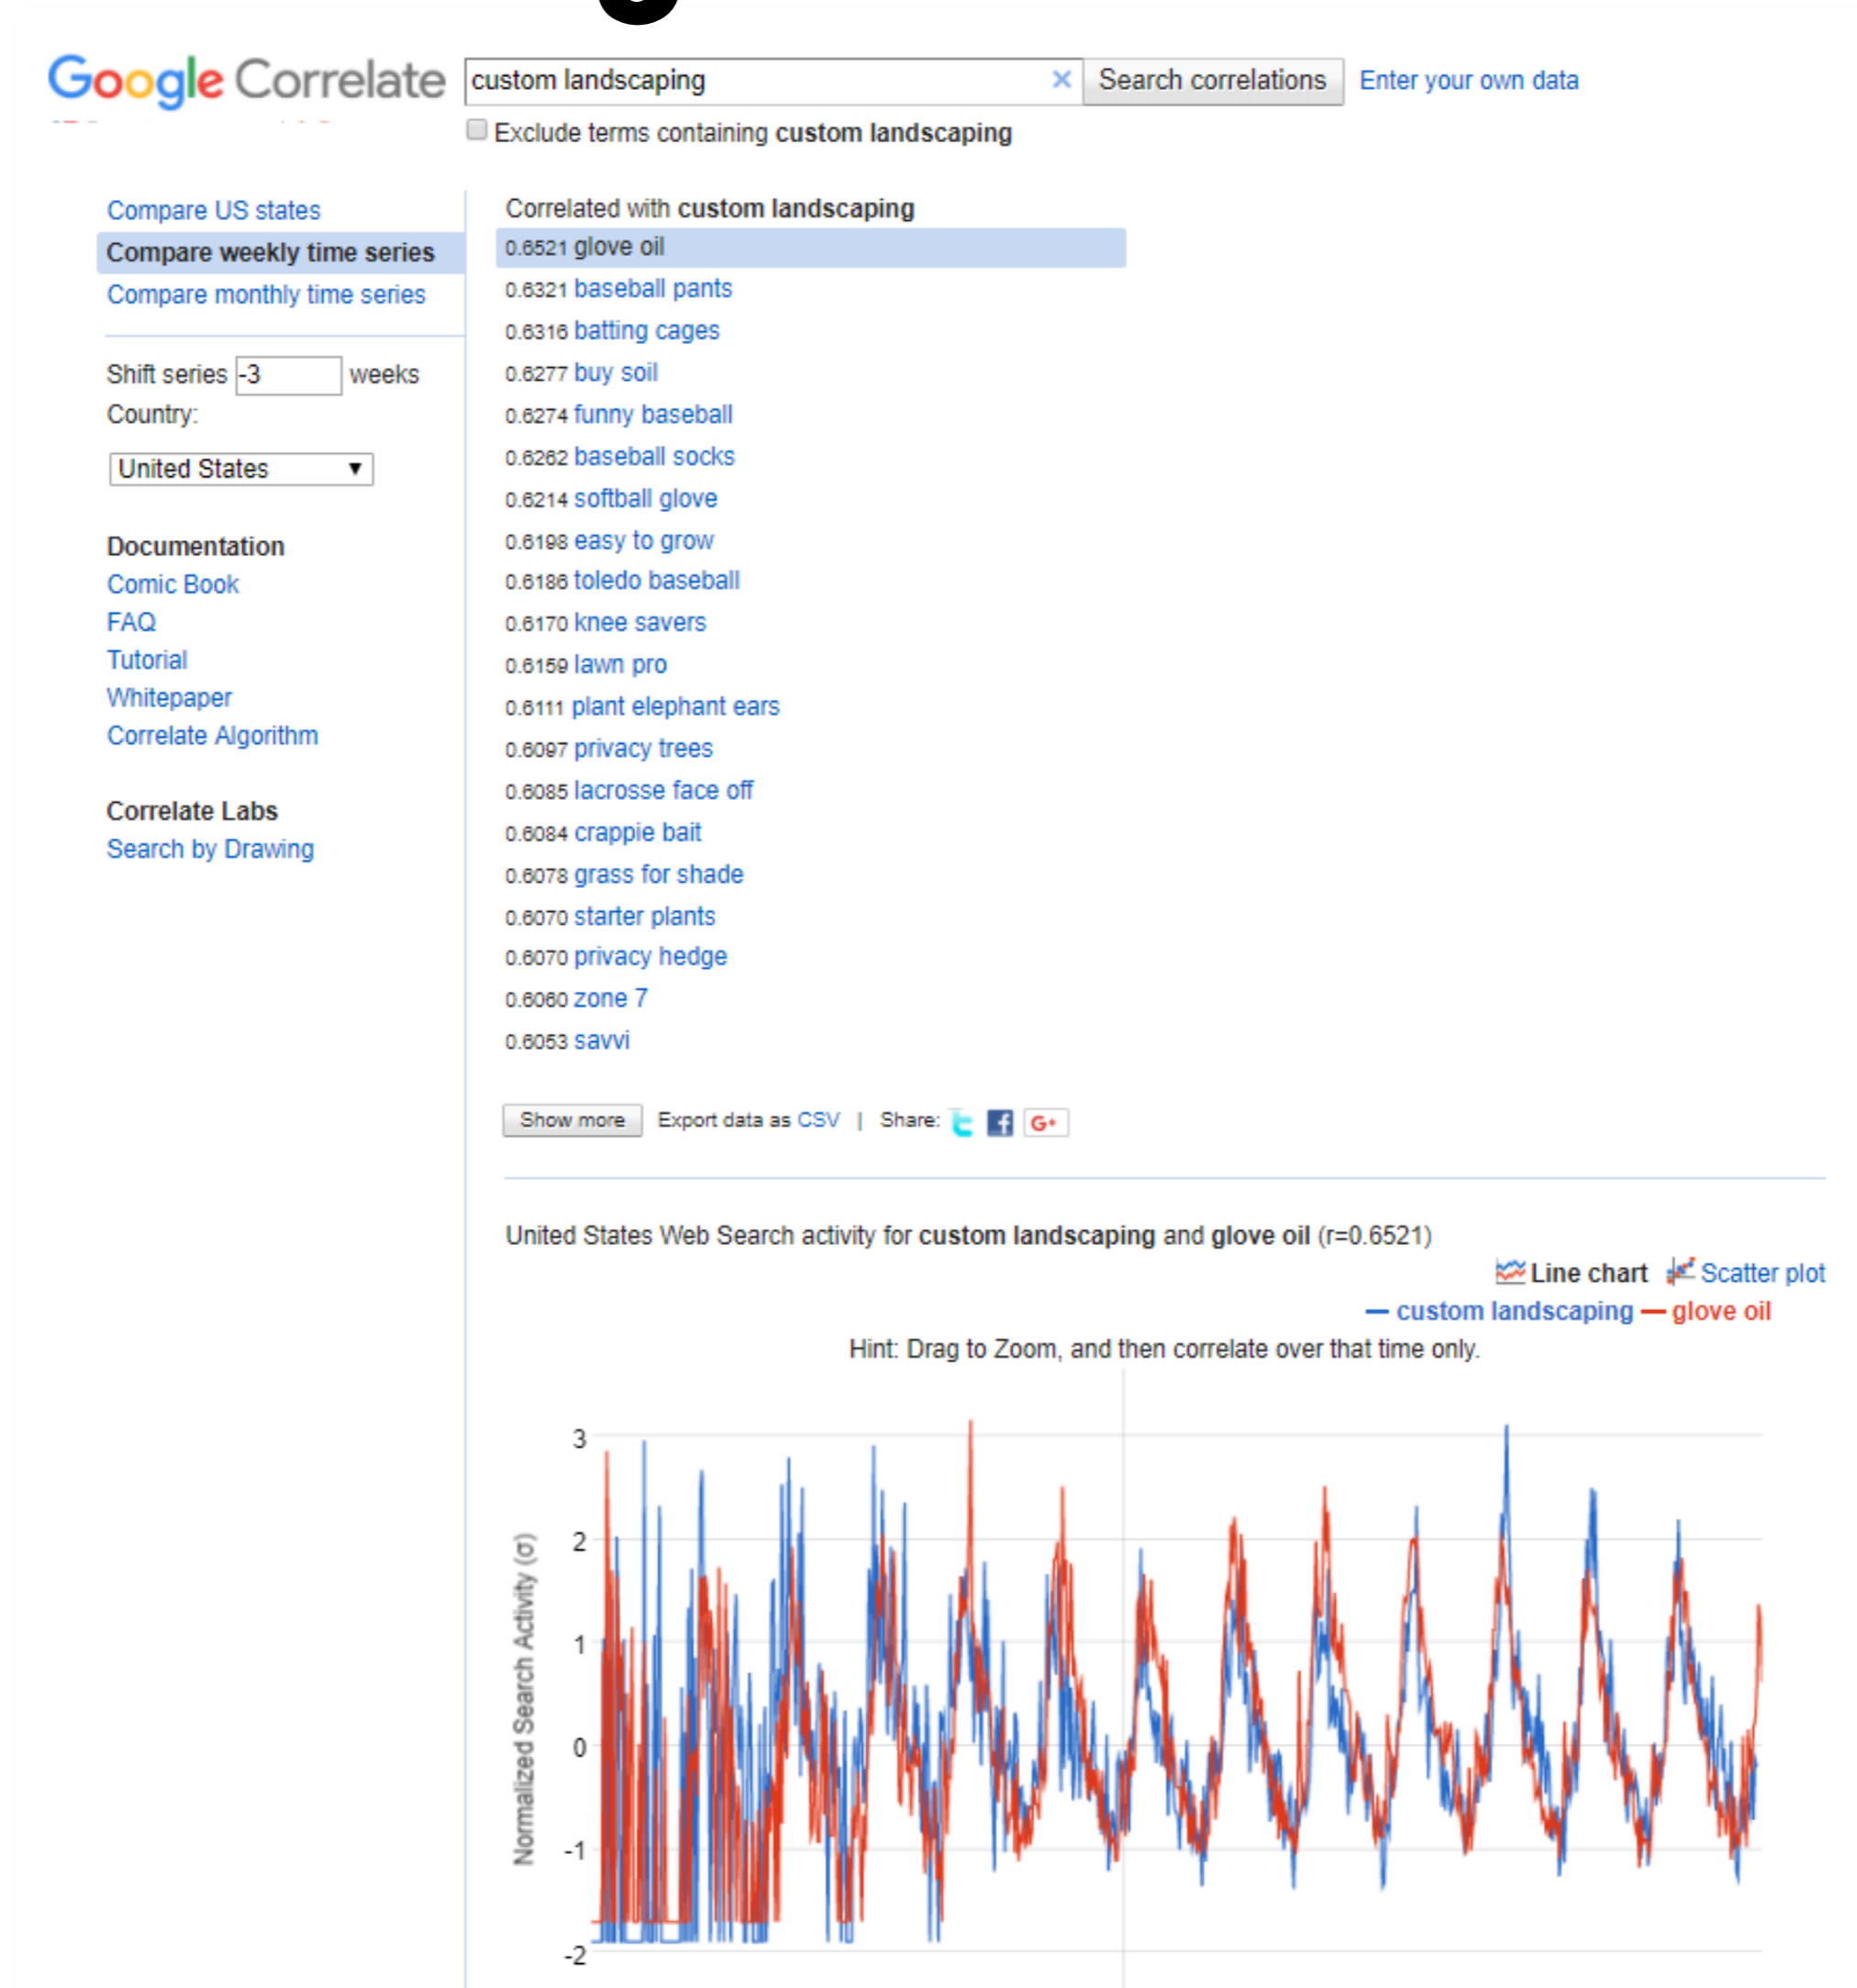 Google Correlate custom landscaping × Search correlations Enter your own data
Exclude terms containing custom landscaping
Compare US states
Compare weekly time series
Compare monthly time series
Shift series -3 weeks
Country:
United States ▼
Documentation
Comic Book
FAQ
Tutorial
Whitepaper
Correlate Algorithm
Correlate Labs
Search by Drawing
Correlated with custom landscaping
0.6521 glove oil
0.6321 baseball pants
0.6316 batting cages
0.6277 buy soil
0.6274 funny baseball
0.6262 baseball socks
0.6214 softball glove
0.6198 easy to grow
0.6186 toledo baseball
0.6170 knee savers
0.6159 lawn pro
0.6111 plant elephant ears
0.6097 privacy trees
0.6085 lacrosse face off
0.6084 crappie bait
0.6078 grass for shade
0.6070 starter plants
0.6070 privacy hedge
0.6060 zone 7
0.6053 savvi
Show more Export data as CSV | Share: t f G+
United States Web Search activity for custom landscaping and glove oil (r=0.6521)
Line chart Scatter plot
custom landscaping glove oil
Hint: Drag to Zoom, and then correlate over that time only.
Normalized Search Activity (σ)
3
2
1
0
-1
-2